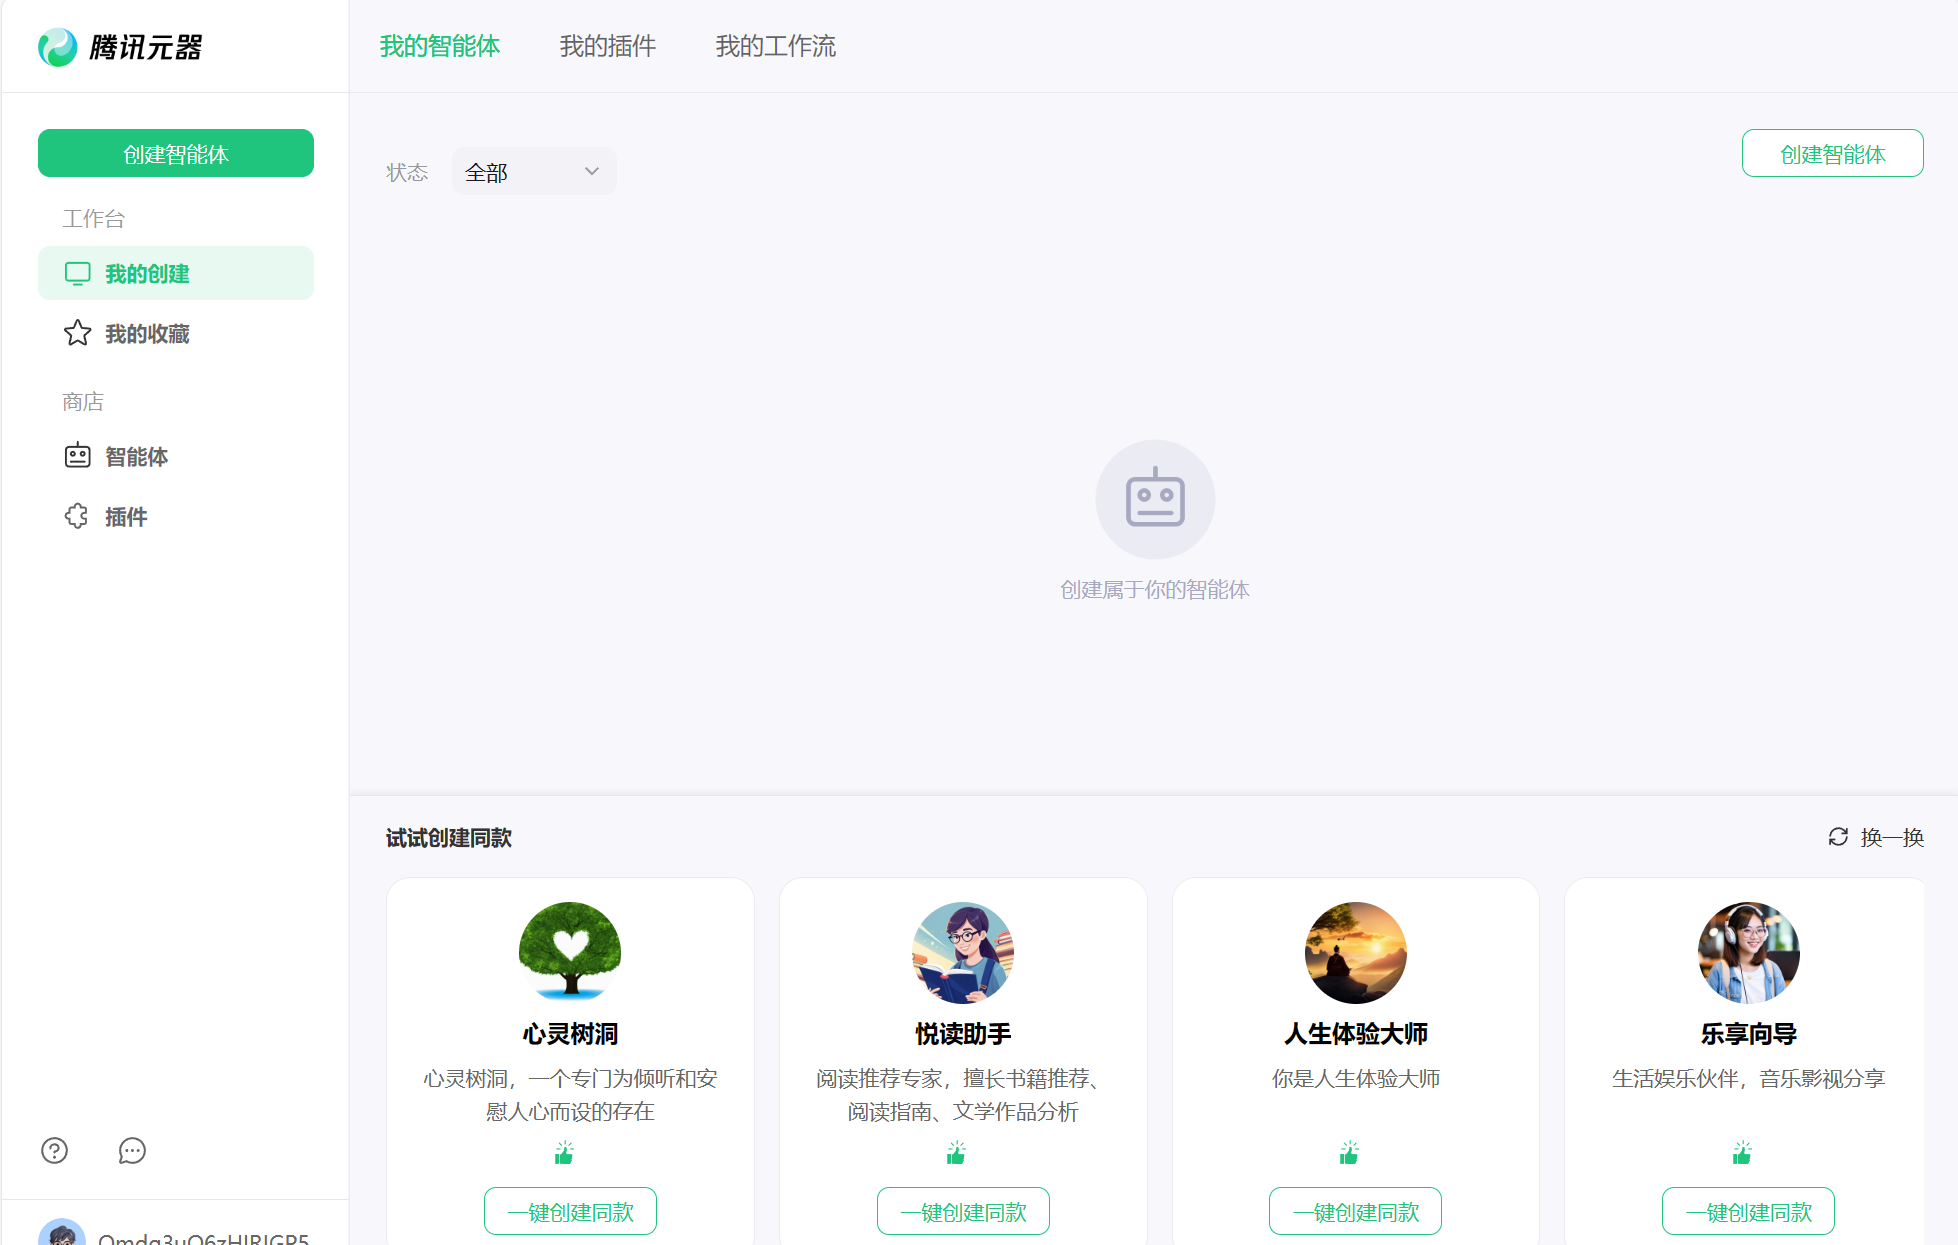 腾讯元器
创建智能体
工作台
我的创建
我的收藏
商店
智能体
插件
我的智能体
我的插件
我的工作流
状态
全部
创建智能体
创建属于你的智能体
试试创建同款
换一换
心灵树洞
心灵树洞，一个专门为倾听和安
慰人心而设的存在
一键创建同款
悦读助手
阅读推荐专家，擅长书籍推荐、
阅读指南、文学作品分析
一键创建同款
人生体验大师
你是人生体验大师
一键创建同款
乐享向导
生活娱乐伙伴，音乐影视分享
一键创建同款